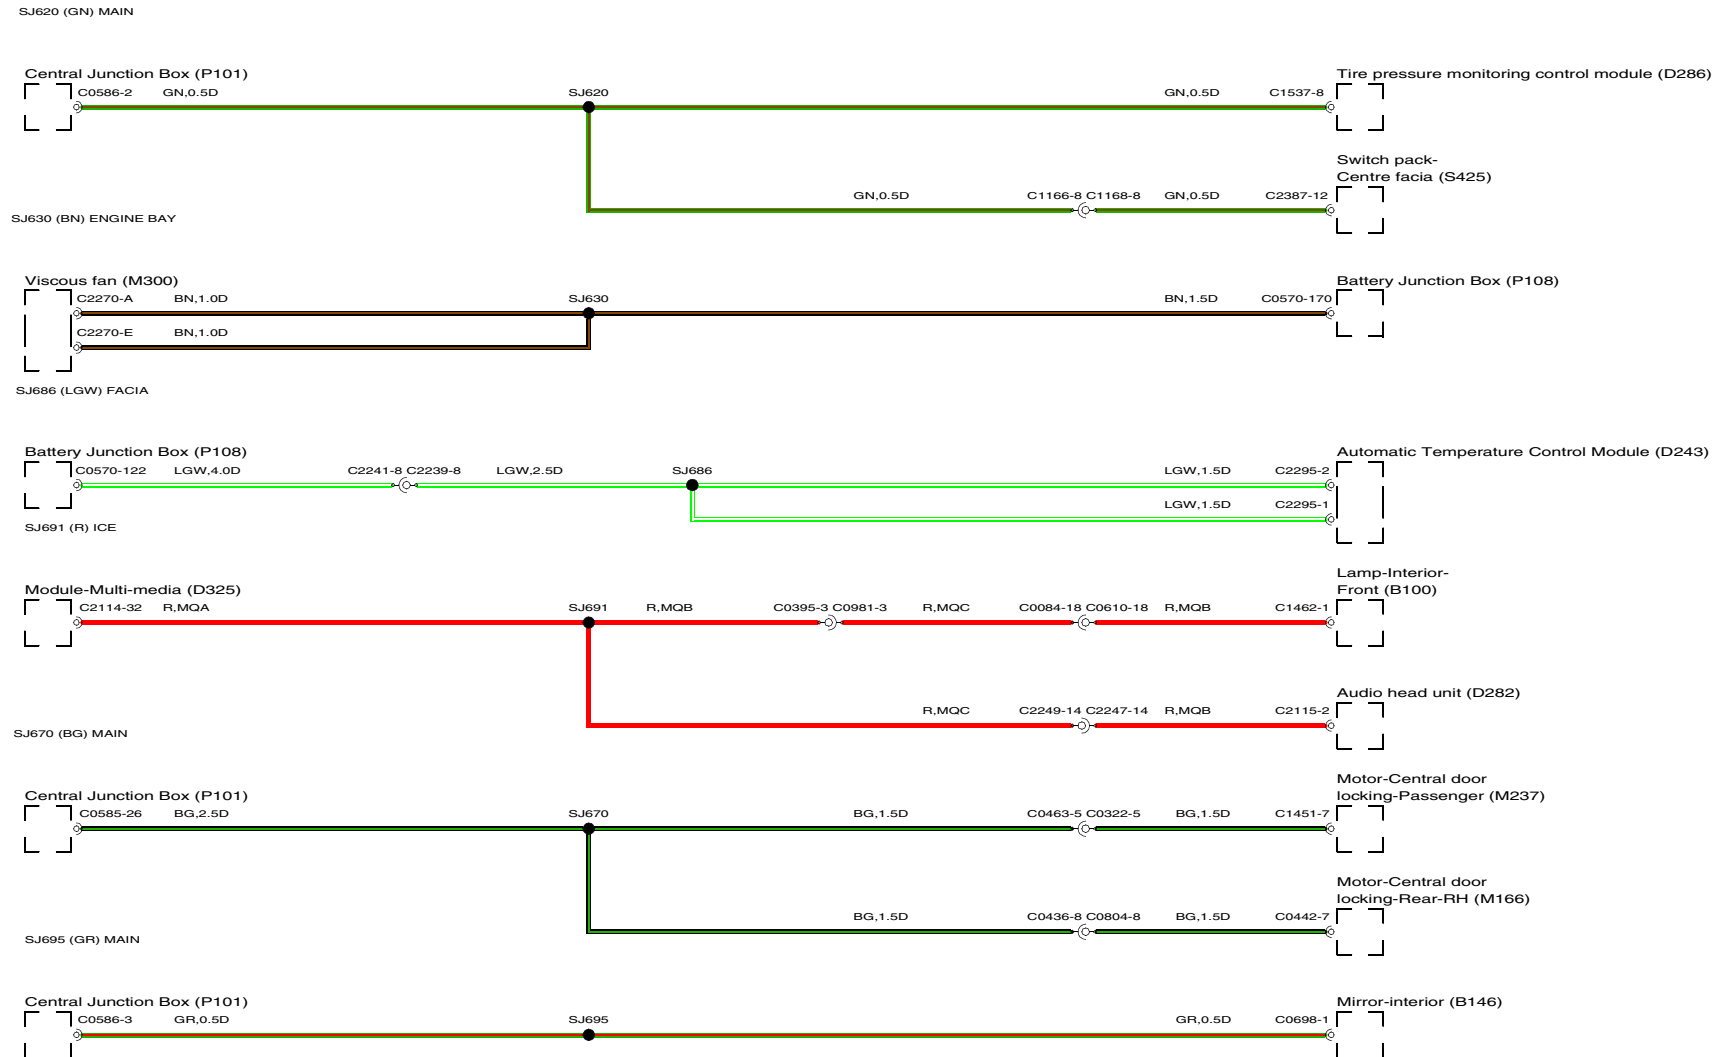 SJ620 (GN) MAIN
Central Junction Box (P101)
Tire pressure monitoring control module (D286)
C0586-2 GN,0.5D SJ620 GN,0.5D C1537-8
Switch pack-
Centre facia (S425)
GN,0.5D C1166-8 C1168-8 GN,0.5D C2387-12
SJ630 (BN) ENGINE BAY
Viscous fan (M300)
Battery Junction Box (P108)
C2270-A BN,1.0D SJ630 BN,1.5D C0570-170
C2270-E BN,1.0D
SJ686 (LGW) FACIA
Battery Junction Box (P108)
Automatic Temperature Control Module (D243)
C0570-122 LGW,4.0D C2241-8 C2239-8 LGW,2.5D SJ686 LGW,1.5D C2295-2
LGW,1.5D C2295-1
SJ691 (R) ICE
Lamp-Interior-
Front (B100)
Module-Multi-media (D325)
C2114-32 R,MQA SJ691 R,MQB C0395-3 C0981-3 R,MQC C0084-18 C0610-18 R,MQB C1462-1
Audio head unit (D282)
R,MQC C2249-14 C2247-14 R,MQB C2115-2
SJ670 (BG) MAIN
Motor-Central door
locking-Passenger (M237)
Central Junction Box (P101)
C0585-26 BG,2.5D SJ670 BG,1.5D C0463-5 C0322-5 BG,1.5D C1451-7
Motor-Central door
locking-Rear-RH (M166)
BG,1.5D C0436-8 C0804-8 BG,1.5D C0442-7
SJ695 (GR) MAIN
Central Junction Box (P101)
Mirror-interior (B146)
C0586-3 GR,0.5D SJ695 GR,0.5D C0698-1